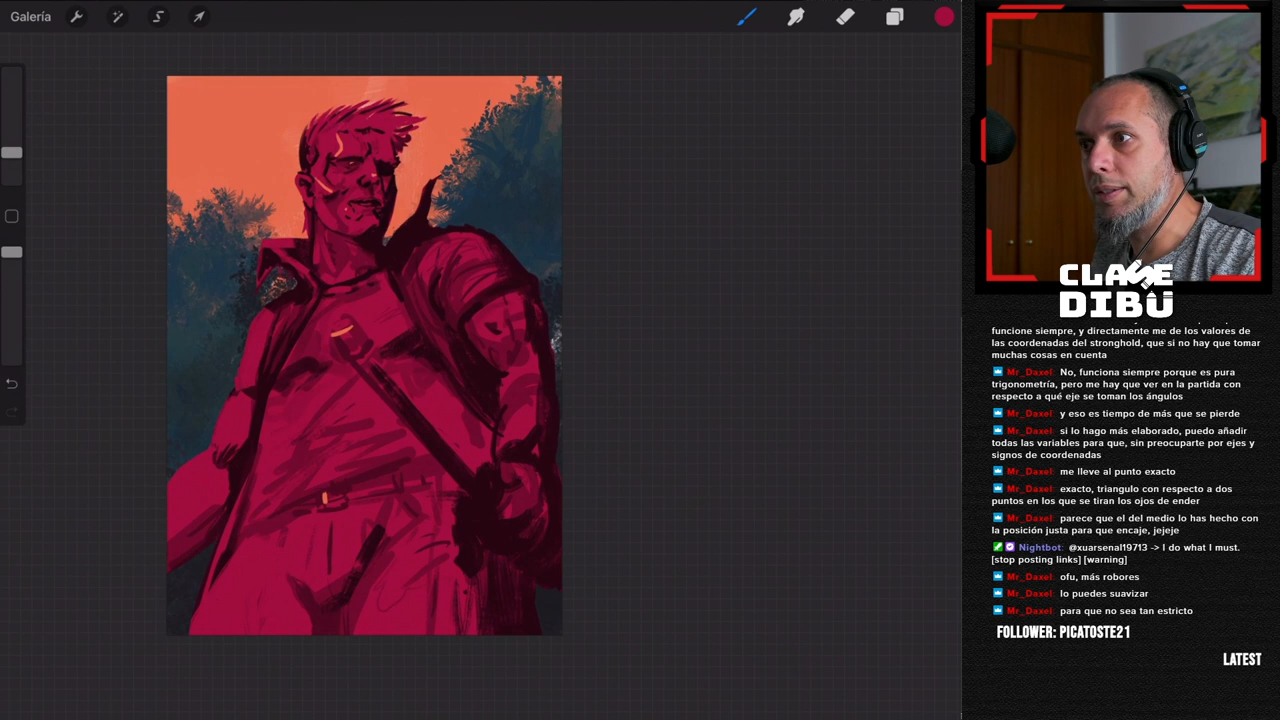 Galería
CLASE
DIBU
funcione siempre, y directamente me de los valores de
las coordenadas del stronghold, que si no hay que tomar
muchas cosas en cuenta
Mr_Daxel: No, funciona siempre porque es pura
trigonometría, pero me hay que ver en la partida con
respecto a qué eje se toman los ángulos
Mr_Daxel: y eso es tiempo de más que se pierde
Mr_Daxel: si lo hago más elaborado, puedo añadir
todas las variables para que, sin preocuparte por ejes y
signos de coordenadas
Mr_Daxel: me lleve al punto exacto
Mr_Daxel: exacto, triangulo con respecto a dos
puntos en los que se tiran los ojos de ender
Mr_Daxel: parece que el del medio lo has hecho con
la posición justa para que encaje, jejeje
Nightbot: @xuarsenal19713 -> I do what I must.
[stop posting links] [warning]
Mr_Daxel: ofu, más robores
Mr_Daxel: lo puedes suavizar
Mr_Daxel: para que no sea tan estricto
FOLLOWER: PICATOSTE21
LATEST